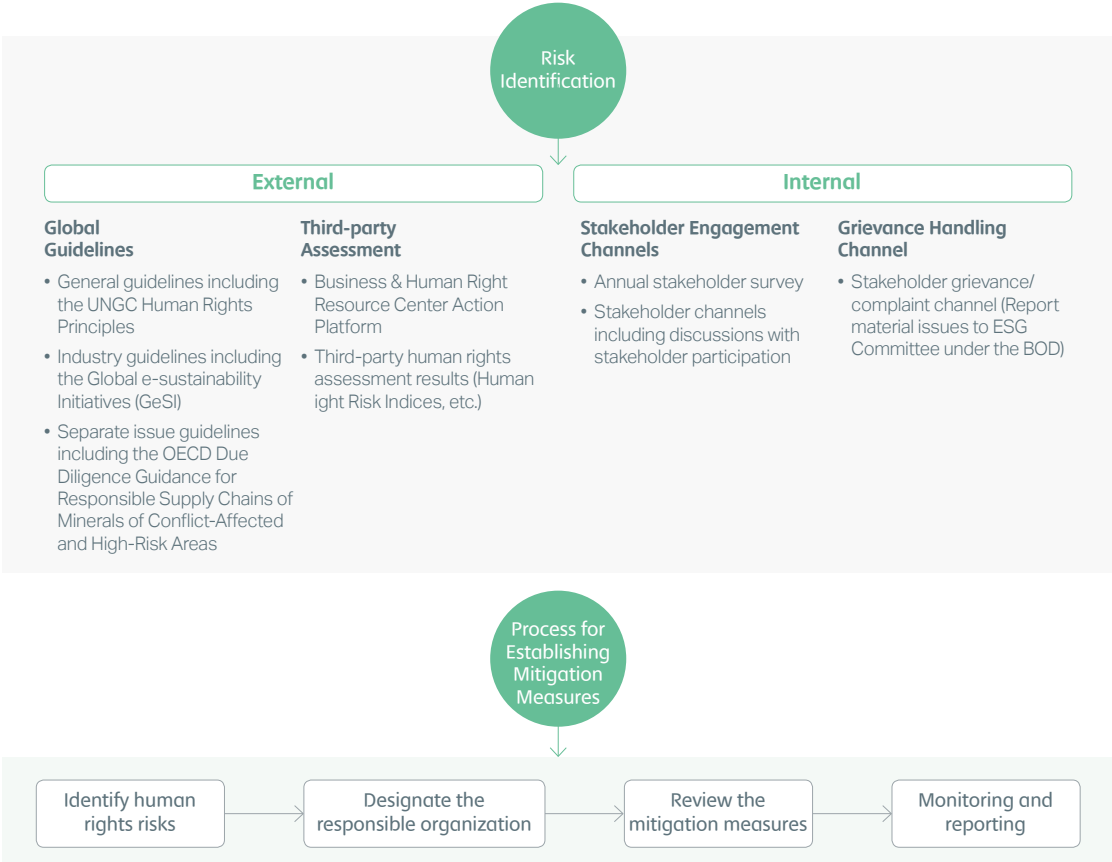 Risk
Identification
External
Global
Guidelines
• General guidelines including
the UNGC Human Rights
Principles
• Industry guidelines including
the Global e-sustainability
Initiatives (GeSI)
• Separate issue guidelines
including the OECD Due
Diligence Guidance for
Responsible Supply Chains of
Minerals of Conflict-Affected
and High-Risk Areas
Third-party
Assessment
• Business & Human Right
Resource Center Action
Platform
• Third-party human rights
assessment results (Human
ight Risk Indices, etc.)
Internal
Stakeholder Engagement
Channels
• Annual stakeholder survey
• Stakeholder channels
including discussions with
stakeholder participation
Grievance Handling
Channel
• Stakeholder grievance/
complaint channel (Report
material issues to ESG
Committee under the BOD)
Process for
Establishing
Mitigation
Measures
Identify human
rights risks
Designate the
responsible organization
Review the
mitigation measures
Monitoring and
reporting